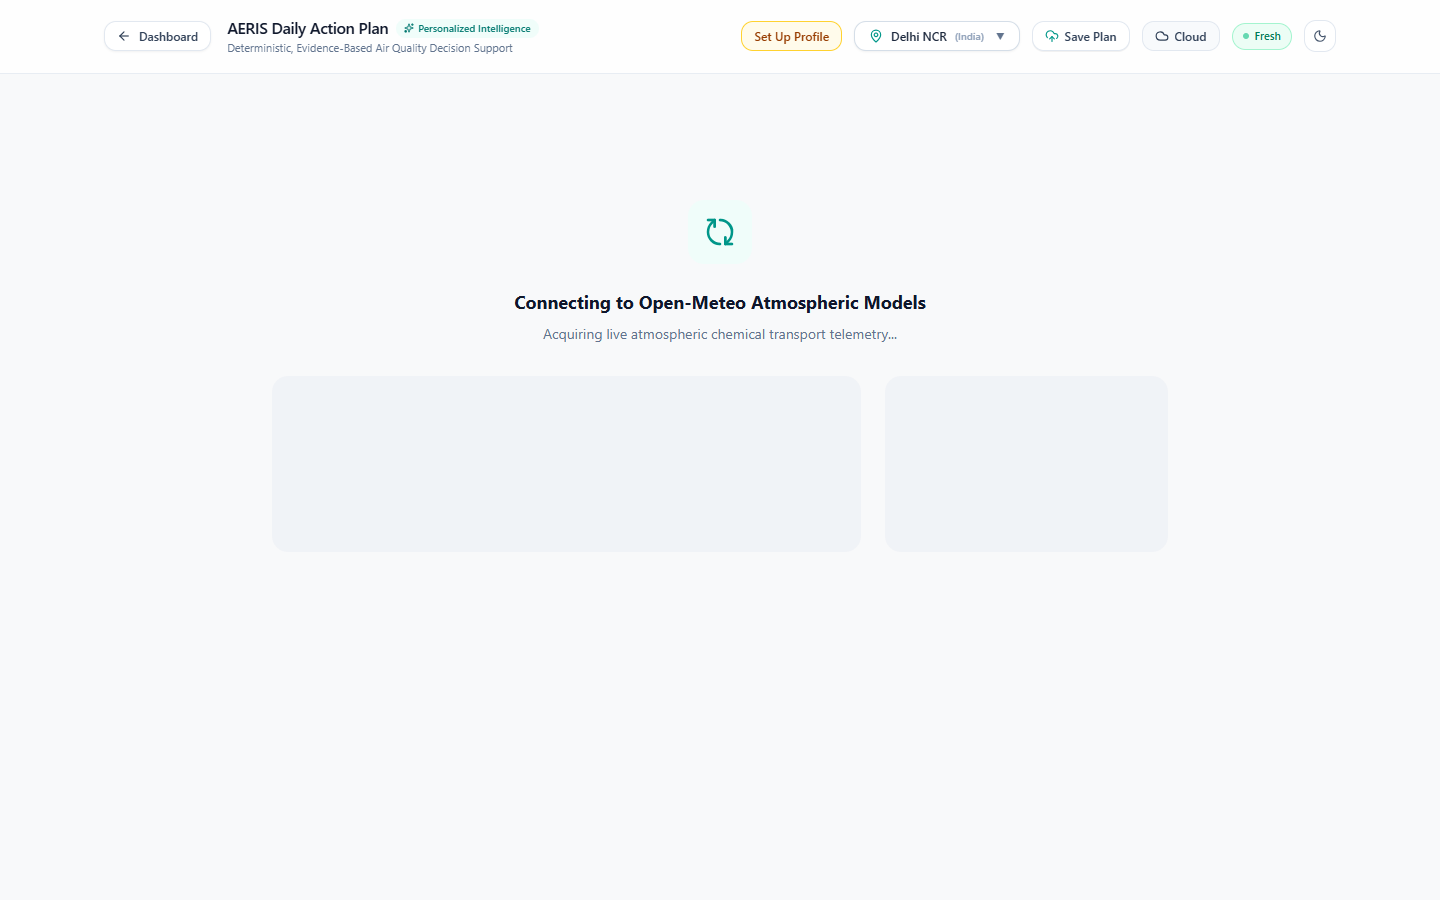 Dashboard
AERIS Daily Action Plan
Personalized Intelligence
Deterministic, Evidence-Based Air Quality Decision Support
Set Up Profile
Delhi NCR (India) ▼
Save Plan
Cloud
Fresh
Connecting to Open-Meteo Atmospheric Models
Acquiring live atmospheric chemical transport telemetry...